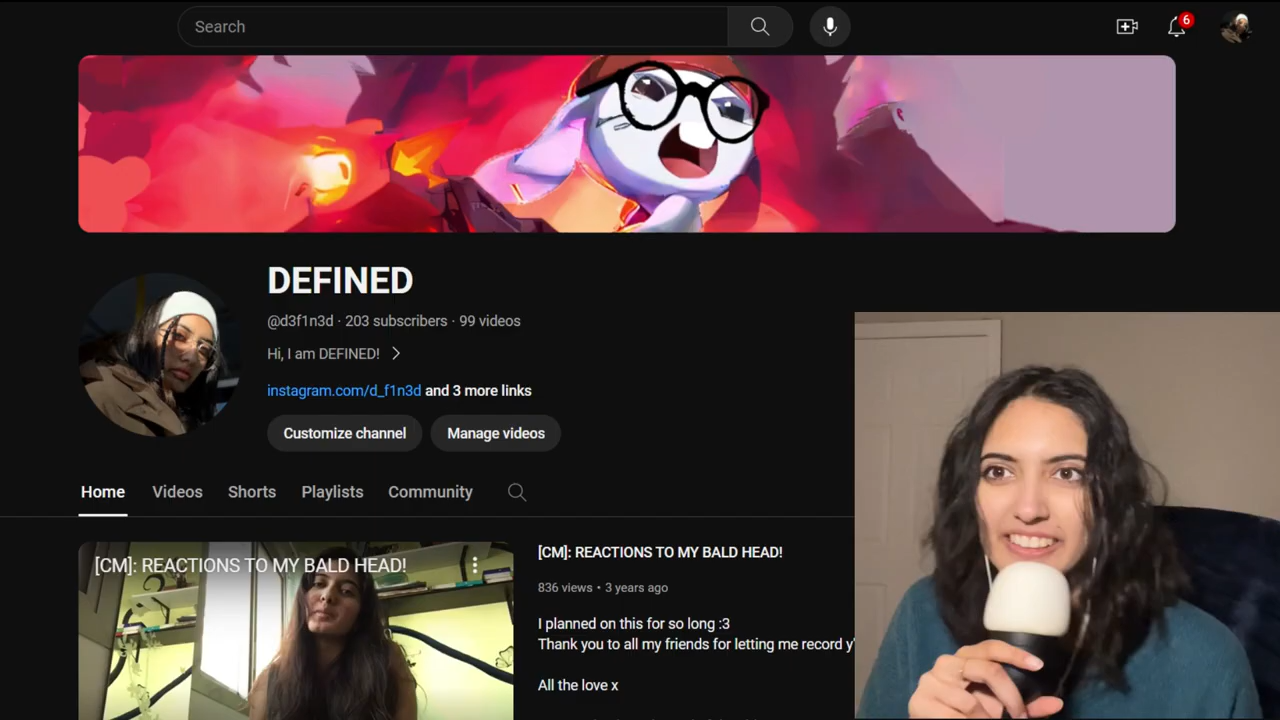 Search
6
DEFINED
@d3f1n3d · 203 subscribers · 99 videos
Hi, I am DEFINED!
instagram.com/d_f1n3d and 3 more links
Customize channel
Manage videos
Home
Videos
Shorts
Playlists
Community
[CM]: REACTIONS TO MY BALD HEAD!
[CM]: REACTIONS TO MY BALD HEAD!
836 views • 3 years ago
I planned on this for so long :3
Thank you to all my friends for letting me record y'
All the love x